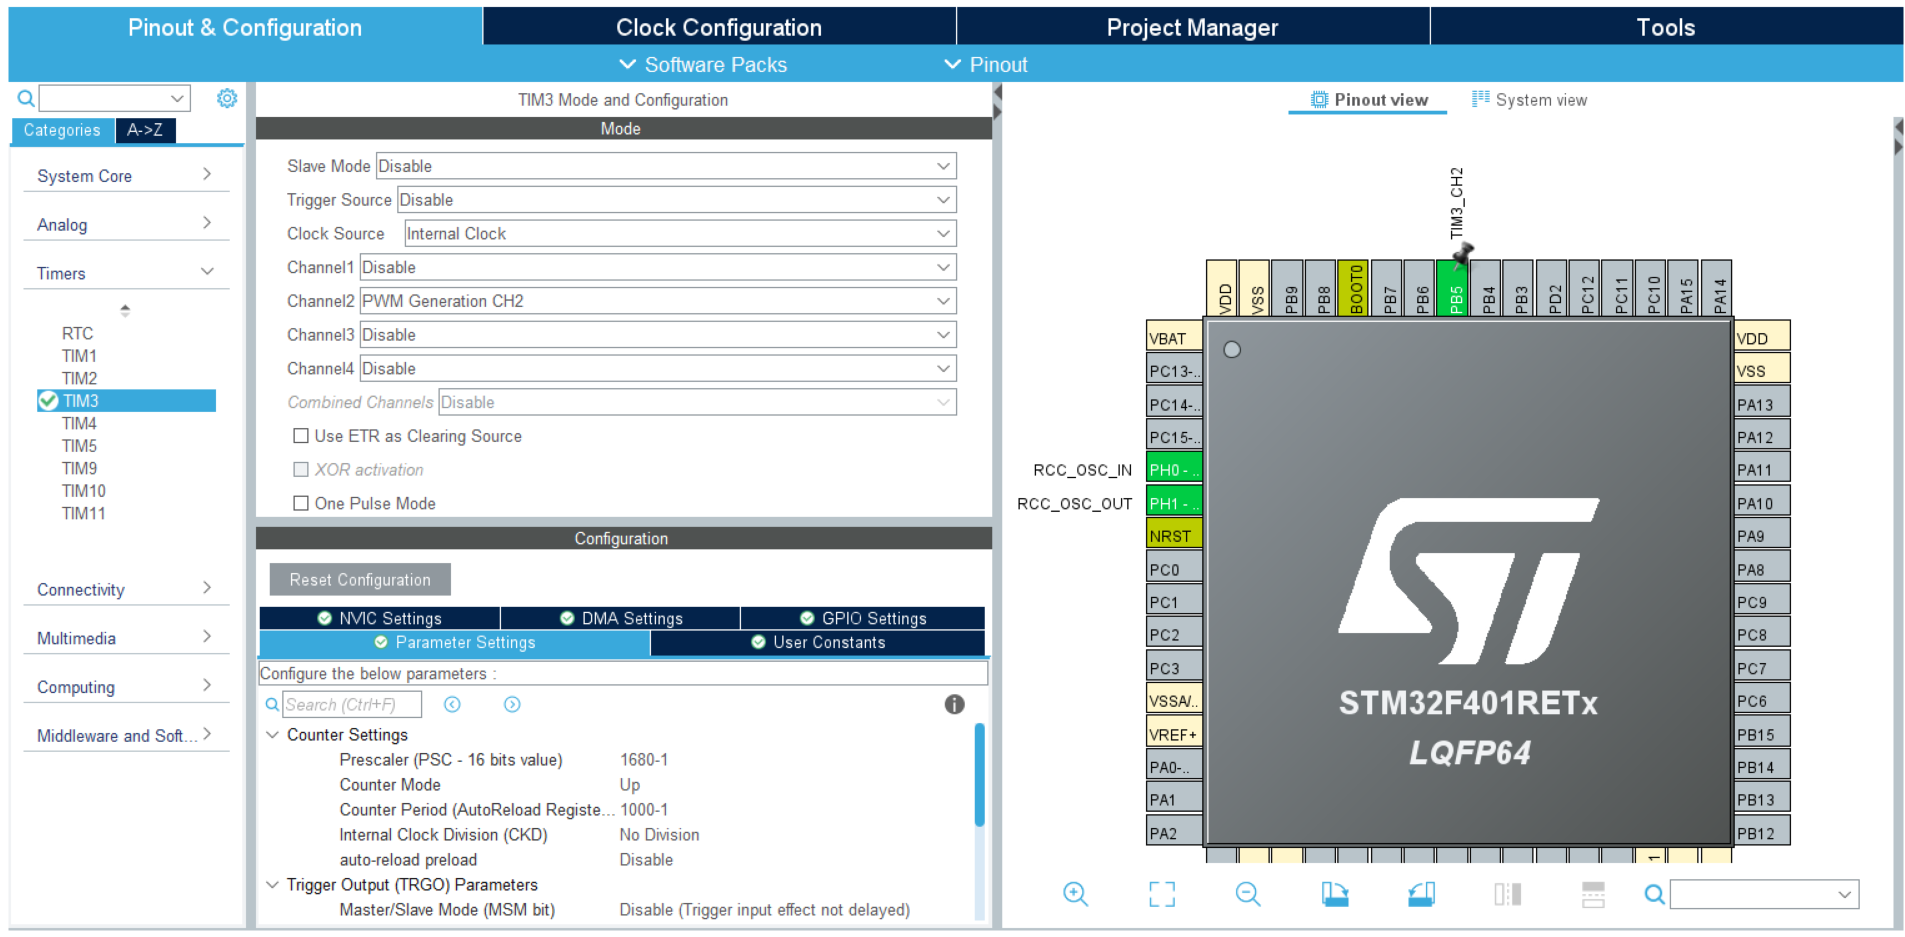 Pinout & Configuration
Clock Configuration
Project Manager
Tools
Software Packs
Pinout
Categories
A->Z
System Core
Analog
Timers
RTC
TIM1
TIM2
TIM3
TIM4
TIM5
TIM9
TIM10
TIM11
Connectivity
Multimedia
Computing
Middleware and Soft...
TIM3 Mode and Configuration
Mode
Slave Mode Disable
Trigger Source Disable
Clock Source Internal Clock
Channel1 Disable
Channel2 PWM Generation CH2
Channel3 Disable
Channel4 Disable
Combined Channels Disable
Use ETR as Clearing Source
XOR activation
One Pulse Mode
Configuration
Reset Configuration
NVIC Settings
DMA Settings
GPIO Settings
Parameter Settings
User Constants
Configure the below parameters :
Search (Ctrl+F)
Counter Settings
Prescaler (PSC - 16 bits value) 1680-1
Counter Mode Up
Counter Period (AutoReload Registe... 1000-1
Internal Clock Division (CKD) No Division
auto-reload preload Disable
Trigger Output (TRGO) Parameters
Master/Slave Mode (MSM bit) Disable (Trigger input effect not delayed)
Pinout view
System view
TIM3_CH2
VDD
VSS
PB9
PB8
BOOT0
PB7
PB6
PB5
PB4
PB3
PD2
PC12
PC11
PC10
PA15
PA14
VBAT
PC13-..
PC14-..
PC15-..
RCC_OSC_IN PH0 - ..
RCC_OSC_OUT PH1 - ..
NRST
PC0
PC1
PC2
PC3
VSSA/..
VREF+
PA0-..
PA1
PA2
ST
STM32F401RETx
LQFP64
VDD
VSS
PA13
PA12
PA11
PA10
PA9
PA8
PC9
PC8
PC7
PC6
PB15
PB14
PB13
PB12